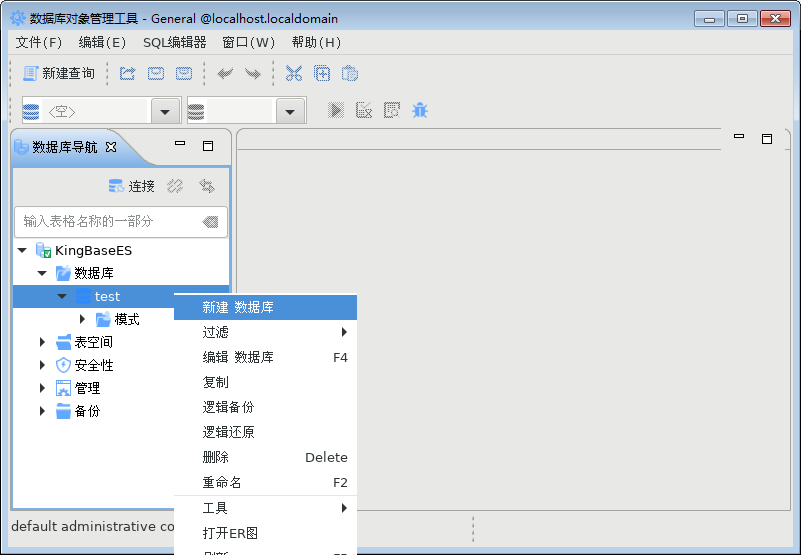 数据库对象管理工具 - General @localhost.localdomain
文件(F) 编辑(E) SQL编辑器 窗口(W) 帮助(H)
新建查询
<空>
数据库导航
连接
输入表格名称的一部分
KingBaseES
数据库
test
模式
表空间
安全性
管理
备份
新建 数据库
过滤
编辑 数据库 F4
复制
逻辑备份
逻辑还原
删除 Delete
重命名 F2
工具
打开ER图
default administrative co